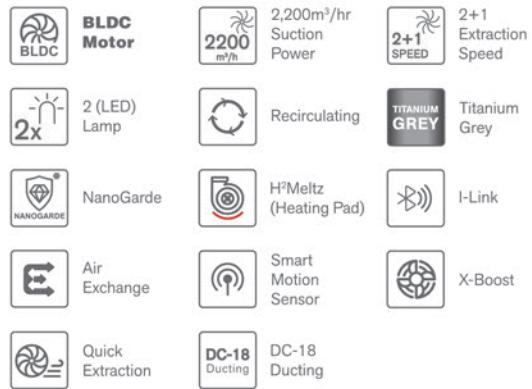 BLDC
BLDC
Motor
2200
m³/h
2,200m³/hr
Suction
Power
2+1
SPEED
2+1
Extraction
Speed
2x
2 (LED)
Lamp
Recirculating
TITANIUM
GREY
Titanium
Grey
NANOGARDE
NanoGarde
H²Meltz
(Heating Pad)
I-Link
Air
Exchange
Smart
Motion
Sensor
X-Boost
Quick
Extraction
DC-18
Ducting
DC-18
Ducting